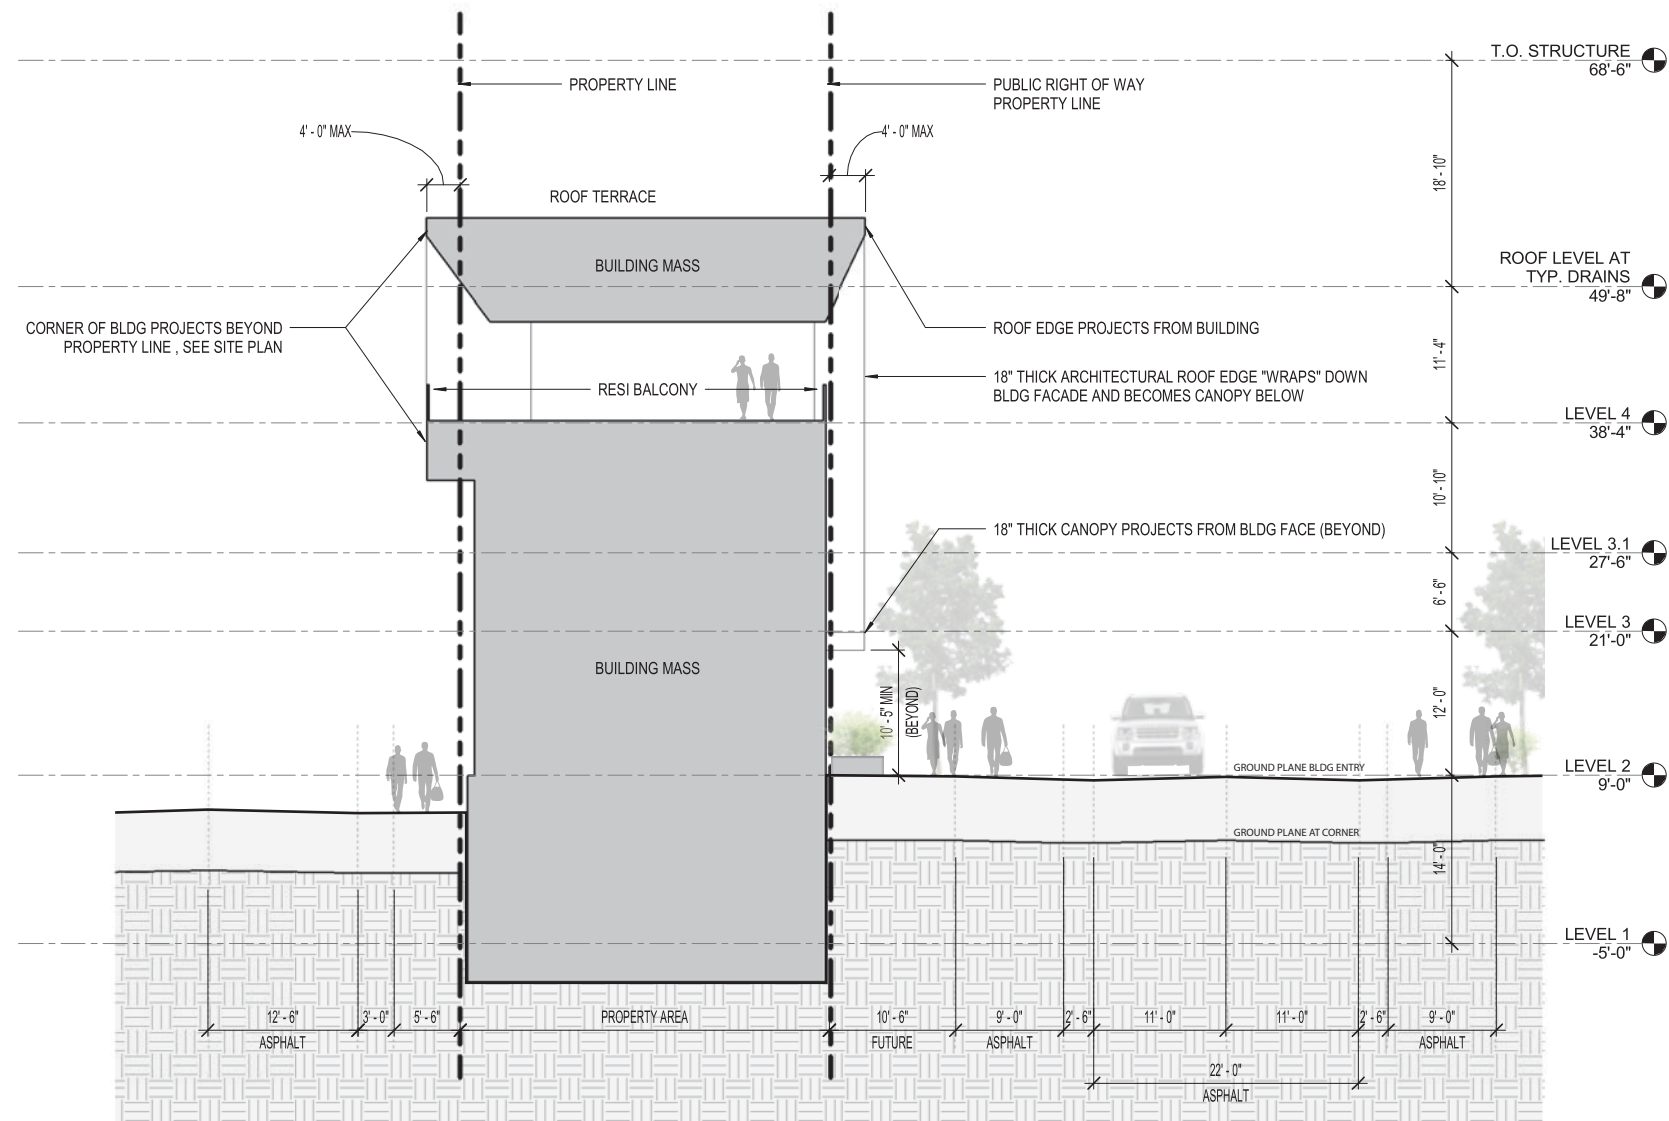 T.O. STRUCTURE
68'-6"
PROPERTY LINE
PUBLIC RIGHT OF WAY
PROPERTY LINE
4' - 0" MAX
4' - 0" MAX
18' - 10"
ROOF TERRACE
BUILDING MASS
ROOF LEVEL AT
TYP. DRAINS
49'-8"
CORNER OF BLDG PROJECTS BEYOND
PROPERTY LINE , SEE SITE PLAN
ROOF EDGE PROJECTS FROM BUILDING
11' - 4"
18" THICK ARCHITECTURAL ROOF EDGE "WRAPS" DOWN
BLDG FACADE AND BECOMES CANOPY BELOW
RESI BALCONY
LEVEL 4
38'-4"
10' - 10"
18" THICK CANOPY PROJECTS FROM BLDG FACE (BEYOND)
LEVEL 3.1
27'-6"
6' - 6"
LEVEL 3
21'-0"
BUILDING MASS
10' - 5" MIN
(BEYOND)
12' - 0"
GROUND PLANE BLDG ENTRY
LEVEL 2
9'-0"
GROUND PLANE AT CORNER
14' - 0"
LEVEL 1
-5'-0"
12' - 6"
3' - 0"
5' - 6"
PROPERTY AREA
10' - 6"
9' - 0"
2' - 6"
11' - 0"
11' - 0"
2' - 6"
9' - 0"
ASPHALT
FUTURE
ASPHALT
ASPHALT
22' - 0"
ASPHALT